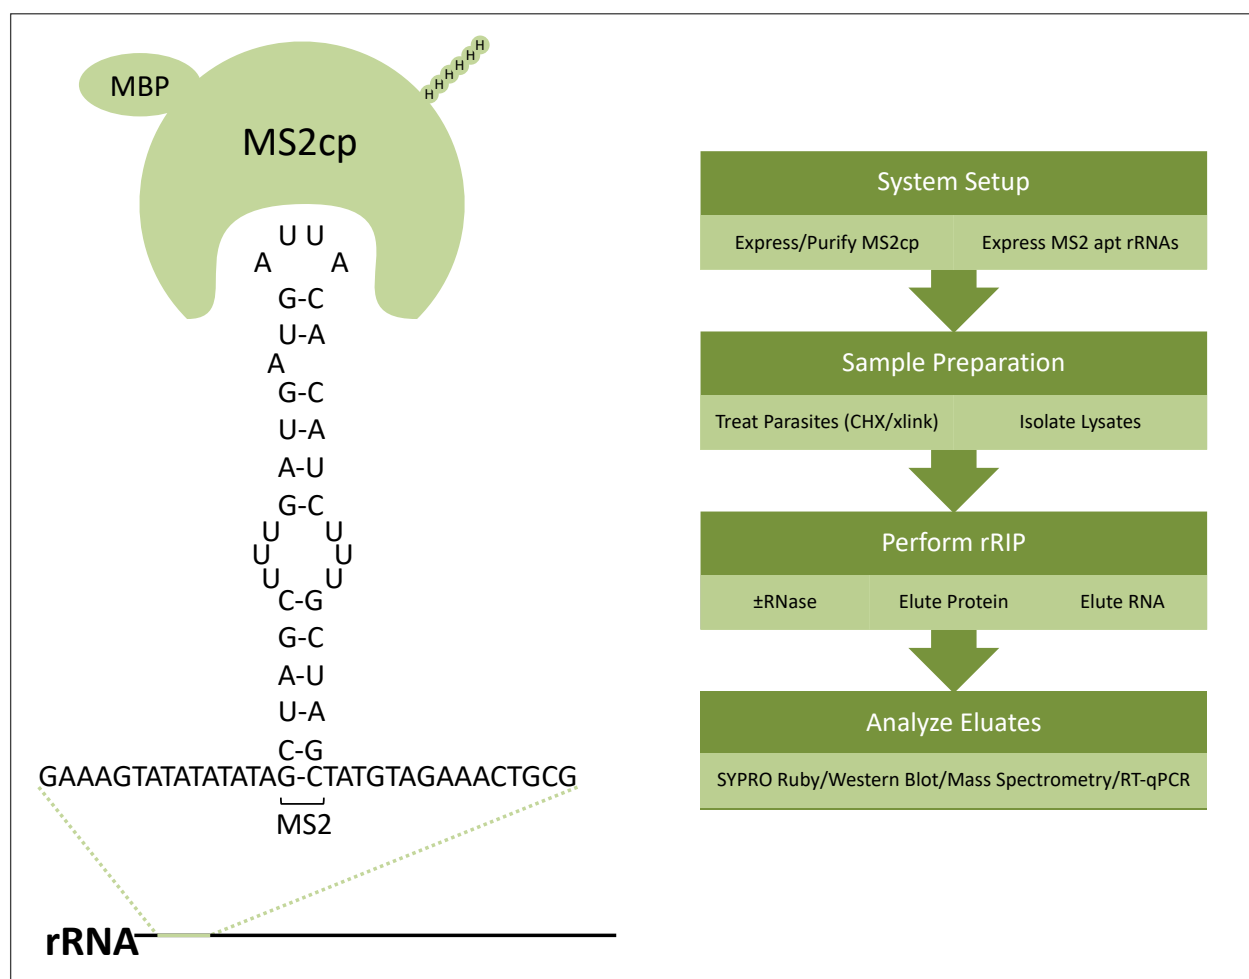 MBP
H H H H H H
MS2cp
U U
A A
G-C
U-A
A
G-C
U-A
A-U
G-C
U U
U U
U U
C-G
G-C
A-U
U-A
C-G
GAAAGTATATATATAG-CTATGTAGAAACTGCG
MS2
rRNA
System Setup
Express/Purify MS2cp Express MS2 apt rRNAs
Sample Preparation
Treat Parasites (CHX/xlink) Isolate Lysates
Perform rRIP
±RNase Elute Protein Elute RNA
Analyze Eluates
SYPRO Ruby/Western Blot/Mass Spectrometry/RT-qPCR